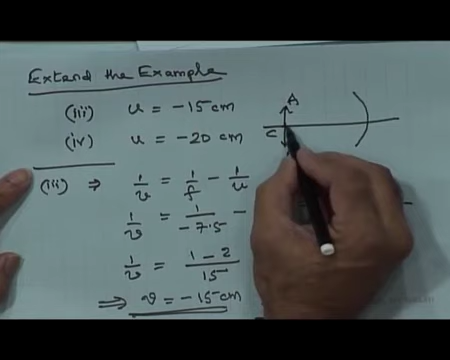 Extend the Example
(iii) u = -15 cm
(iv) u = -20 cm
(iii) ⇒ 1/v = 1/f - 1/u
1/v = 1/-7.5 -
1/v = 1-2/15
⇒ v = -15 cm
A
C